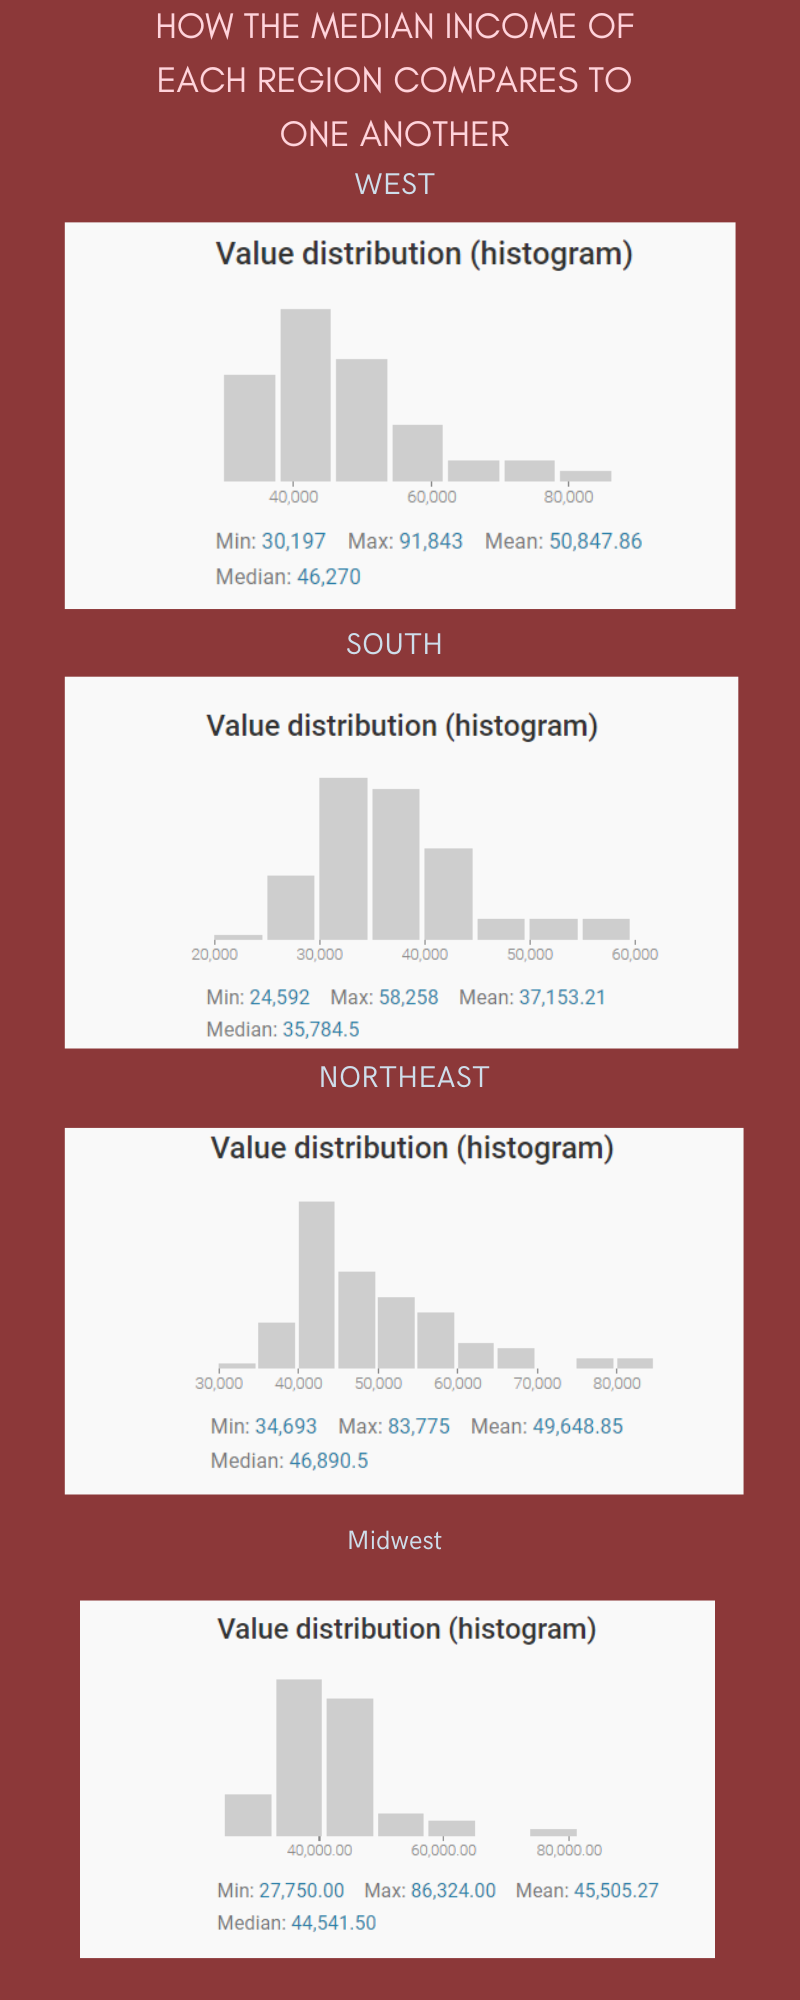 HOW THE MEDIAN INCOME OF
EACH REGION COMPARES TO
ONE ANOTHER
WEST
Value distribution (histogram)
40,000 60,000 80,000
Min: 30,197 Max: 91,843 Mean: 50,847.86
Median: 46,270
SOUTH
Value distribution (histogram)
20,000 30,000 40,000 50,000 60,000
Min: 24,592 Max: 58,258 Mean: 37,153.21
Median: 35,784.5
NORTHEAST
Value distribution (histogram)
30,000 40,000 50,000 60,000 70,000 80,000
Min: 34,693 Max: 83,775 Mean: 49,648.85
Median: 46,890.5
Midwest
Value distribution (histogram)
40,000.00 60,000.00 80,000.00
Min: 27,750.00 Max: 86,324.00 Mean: 45,505.27
Median: 44,541.50